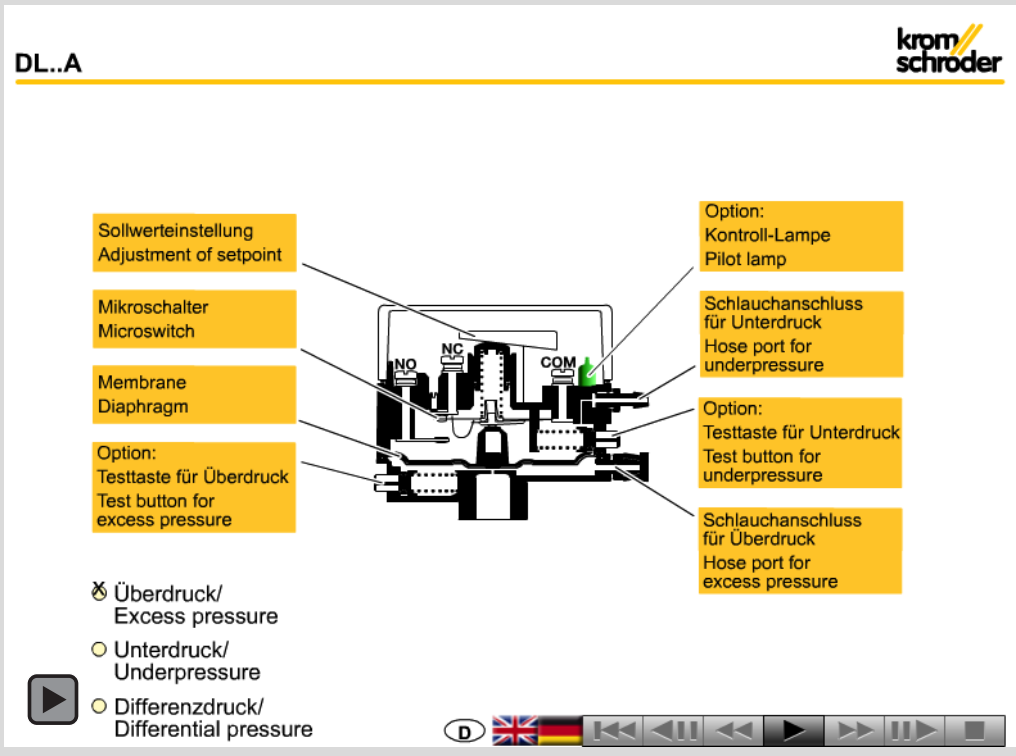 DL..A
krom
schröder
Sollwerteinstellung
Adjustment of setpoint
Mikroschalter
Microswitch
Membrane
Diaphragm
Option:
Testtaste für Überdruck
Test button for
excess pressure
NO
NC
COM
Option:
Kontroll-Lampe
Pilot lamp
Schlauchanschluss
für Unterdruck
Hose port for
underpressure
Option:
Testtaste für Unterdruck
Test button for
underpressure
Schlauchanschluss
für Überdruck
Hose port for
excess pressure
X
Überdruck/
Excess pressure
Unterdruck/
Underpressure
Differenzdruck/
Differential pressure
D